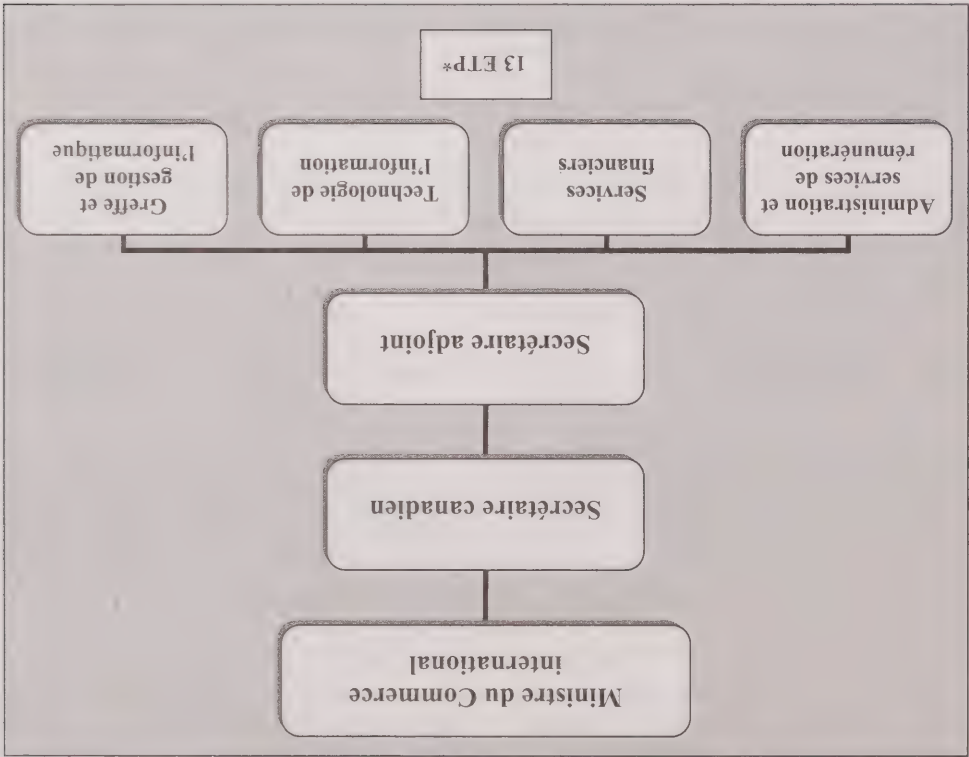 Ministre du Commerce
international
Secrétaire canadien
Secrétaire adjoint
Administration et
services de
rémunération
Services
financiers
Technologie de
l'information
Greffe et
gestion de
l'informatique
13 ETP*